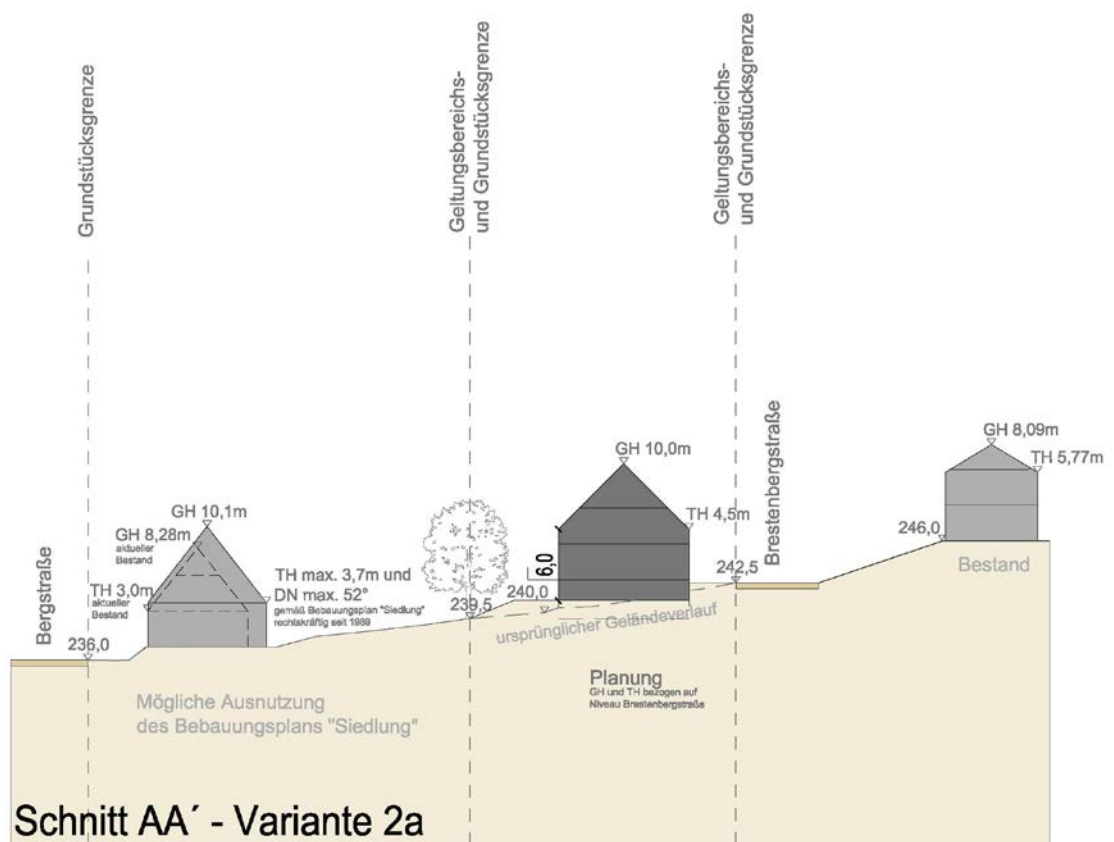 Grundstücksgrenze
Geltungsbereichs-
und Grundstücksgrenze
Geltungsbereichs-
und Grundstücksgrenze
Bergstraße
236,0
GH 10,1m
GH 8,28m
aktueller
Bestand
TH 3,0m
aktueller
Bestand
TH max. 3,7m und
DN max. 52°
gemäß Bebauungsplan "Siedlung"
rechtskräftig seit 1989
239,5
240,0
6,0
GH 10,0m
TH 4,5m
242,5
Brestenbergstraße
246,0
GH 8,09m
TH 5,77m
Bestand
ursprünglicher Geländeverlauf
Planung
GH und TH bezogen auf
Niveau Brestenbergstraße
Mögliche Ausnutzung
des Bebauungsplans "Siedlung"
Schnitt AA´ - Variante 2a